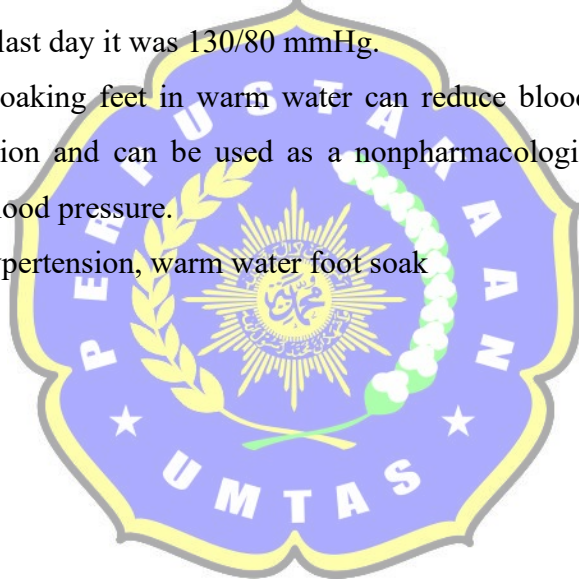 last day it was 130/80 mmHg.
oaking feet in warm water can reduce blood
ion and can be used as a nonpharmacologi
lood pressure.
pertension, warm water foot soak
PERPUSTAKAAN
UMTAS